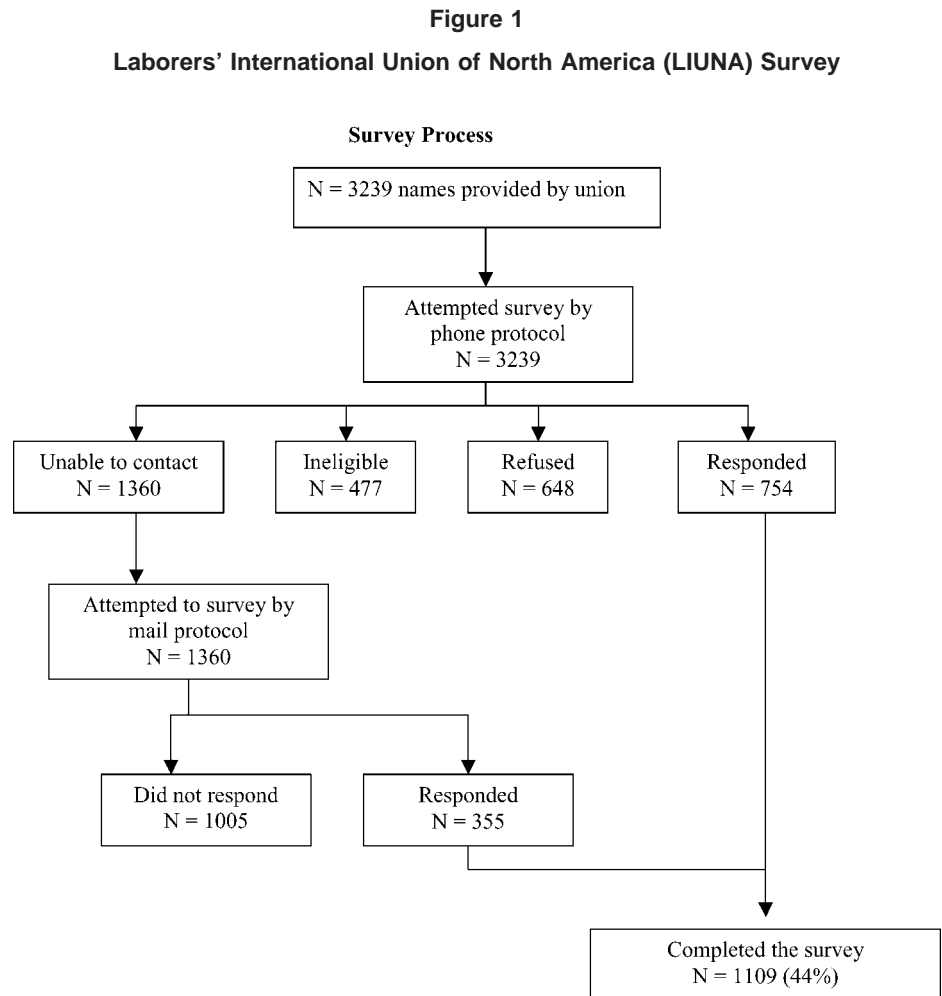 Figure 1
Laborers' International Union of North America (LIUNA) Survey
Survey Process
N = 3239 names provided by union
Attempted survey by
phone protocol
N = 3239
Unable to contact
N = 1360
Ineligible
N = 477
Refused
N = 648
Responded
N = 754
Attempted to survey by
mail protocol
N = 1360
Did not respond
N = 1005
Responded
N = 355
Completed the survey
N = 1109 (44%)